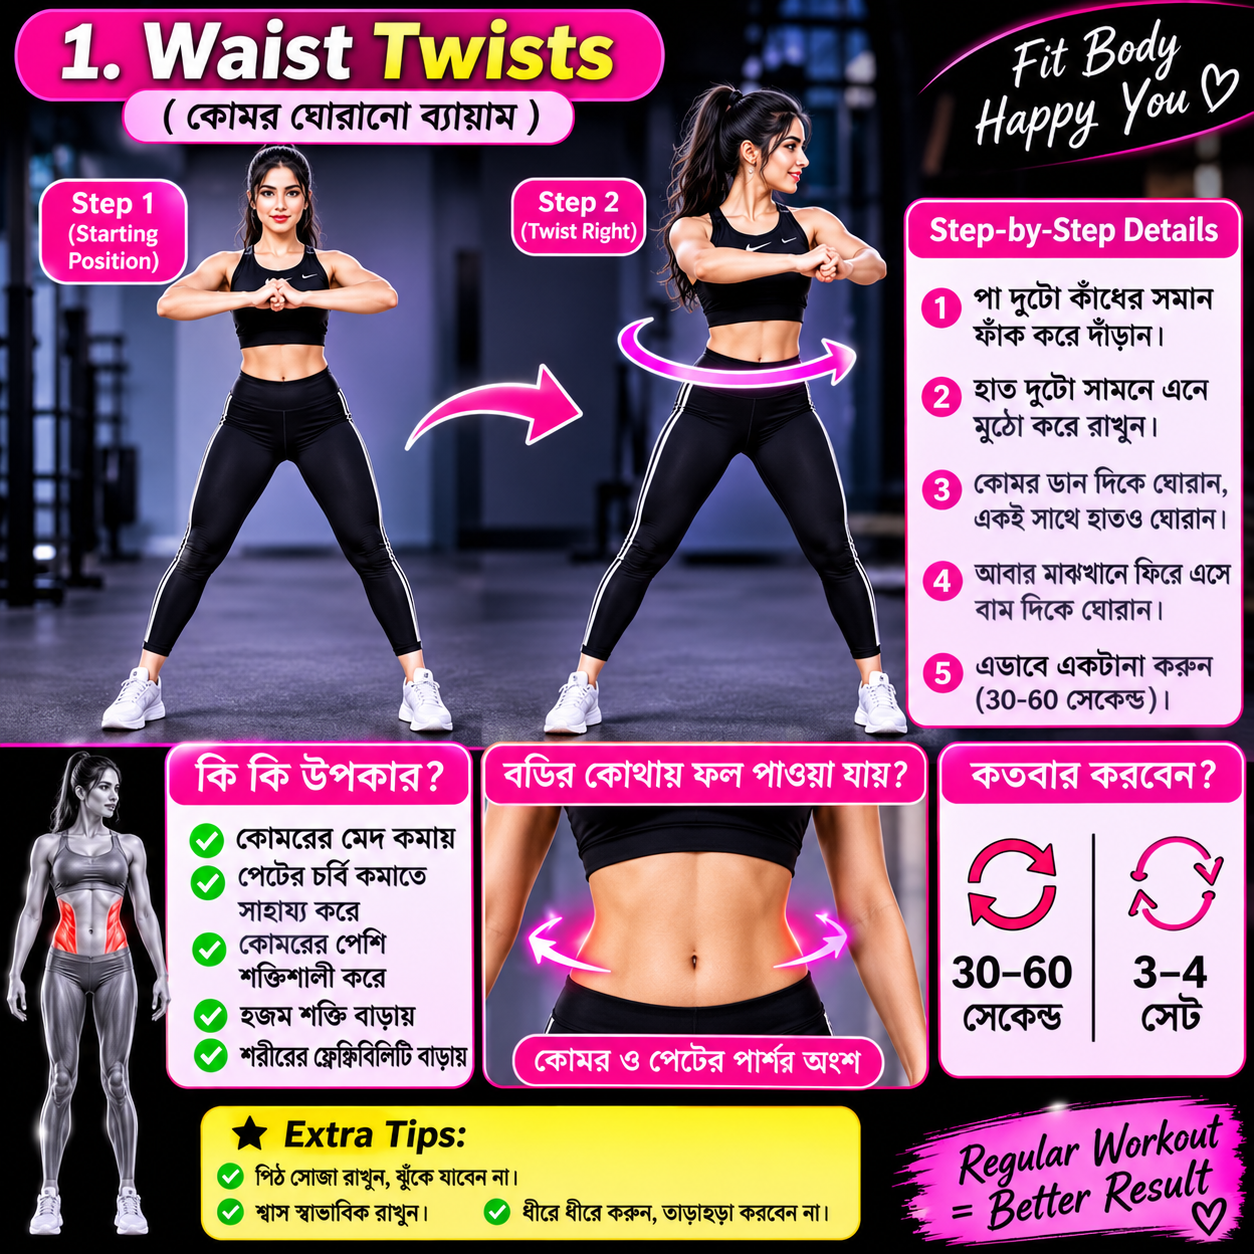 1. Waist Twists
( কোমর ঘোরানো ব্যায়াম )
Fit Body
Happy You
Step 1
(Starting
Position)
Step 2
(Twist Right)
Step-by-Step Details
1 পা দুটো কাঁধের সমান
ফাঁক করে দাঁড়ান।
2 হাত দুটো সামনে এনে
মুঠো করে রাখুন।
3 কোমর ডান দিকে ঘোরান,
একই সাথে হাতও ঘোরান।
4 আবার মাঝখানে ফিরে এসে
বাম দিকে ঘোরান।
5 এভাবে একটানা করুন
(30-60 সেকেন্ড)।
কি কি উপকার?
কোমরের মেদ কমায়
পেটের চর্বি কমাতে
সাহায্য করে
কোমরের পেশি
শক্তিশালী করে
হজম শক্তি বাড়ায়
শরীরের বাড়ায়
বডির কোথায় ফল পাওয়া যায়?
কোমর ও পেটের পার্শর অংশ
কতবার করবেন?
30–60
সেকেন্ড
3–4
সেট
Extra Tips:
পিঠ সোজা রাখুন, ঝুঁকে যাবেন না।
শ্বাস স্বাভাবিক রাখুন।
ধীরে ধীরে করুন, তাড়াহড়া করবেন না।
Regular Workout
= Better Result